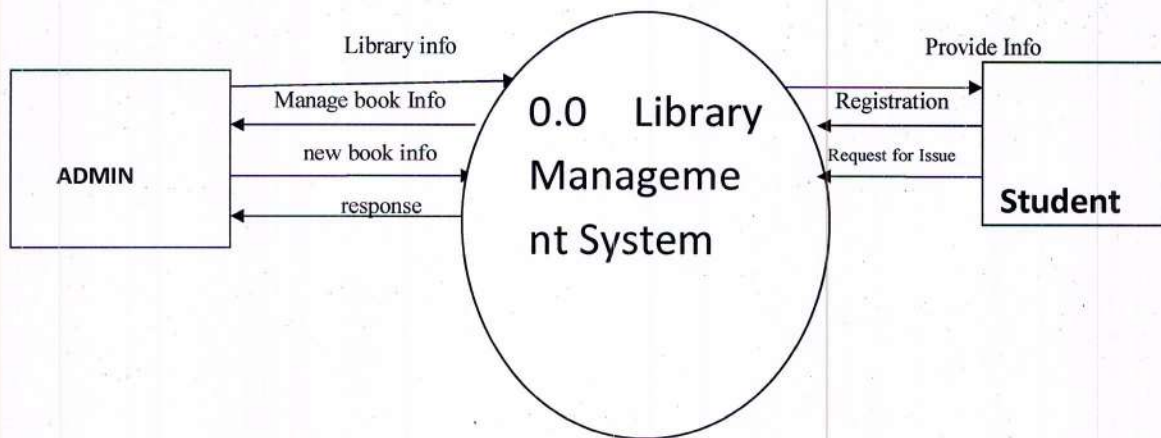 Library info
Manage book Info
new book info
response
ADMIN
0.0 Library
Manageme
nt System
Provide Info
Registration
Request for Issue
Student